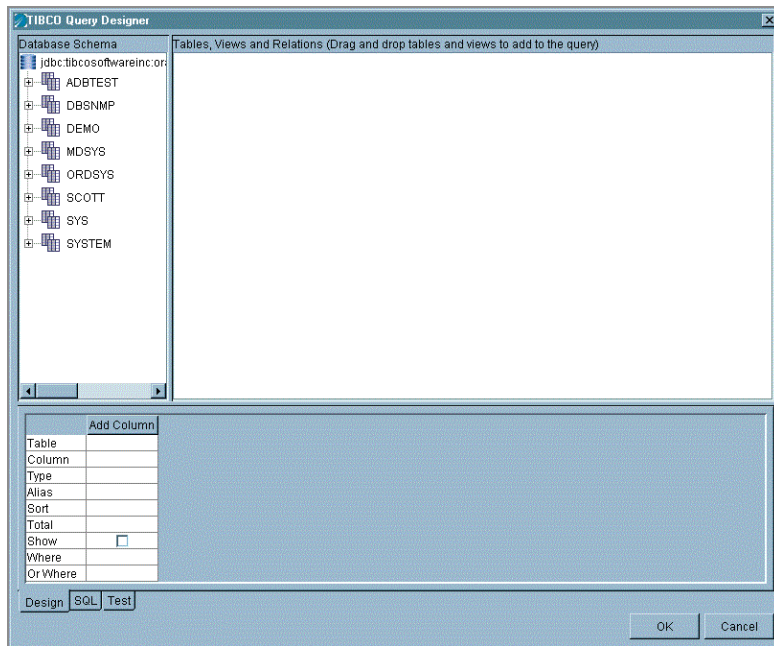 TIBCO Query Designer
Database Schema
Tables, Views and Relations (Drag and drop tables and views to add to the query)
jdbc:tibcosoftwareinc:ora
ADBTEST
DBSNMP
DEMO
MDSYS
ORDSYS
SCOTT
SYS
SYSTEM
Add Column
Table
Column
Type
Alias
Sort
Total
Show
Where
Or Where
Design SQL Test
OK Cancel